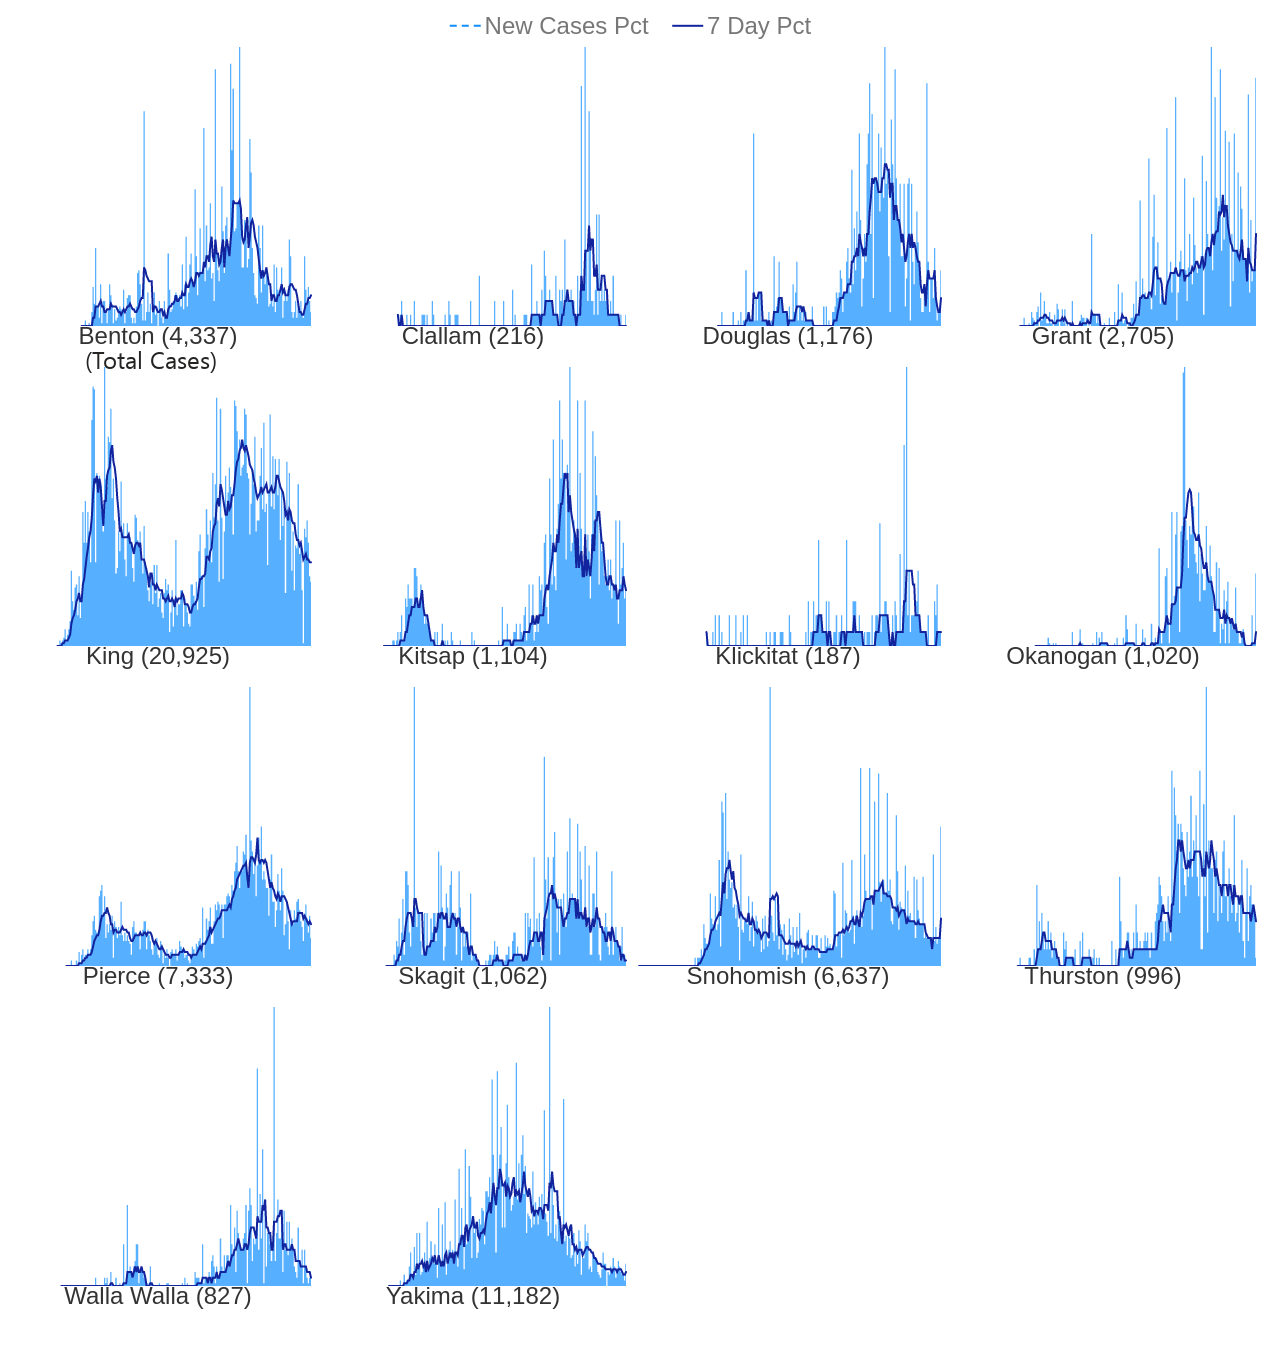 New Cases Pct 7 Day Pct
Benton (4,337) Clallam (216) Douglas (1,176) Grant (2,705)
(Total Cases)
King (20,925) Kitsap (1,104) Klickitat (187) Okanogan (1,020)
Pierce (7,333) Skagit (1,062) Snohomish (6,637) Thurston (996)
Walla Walla (827) Yakima (11,182)